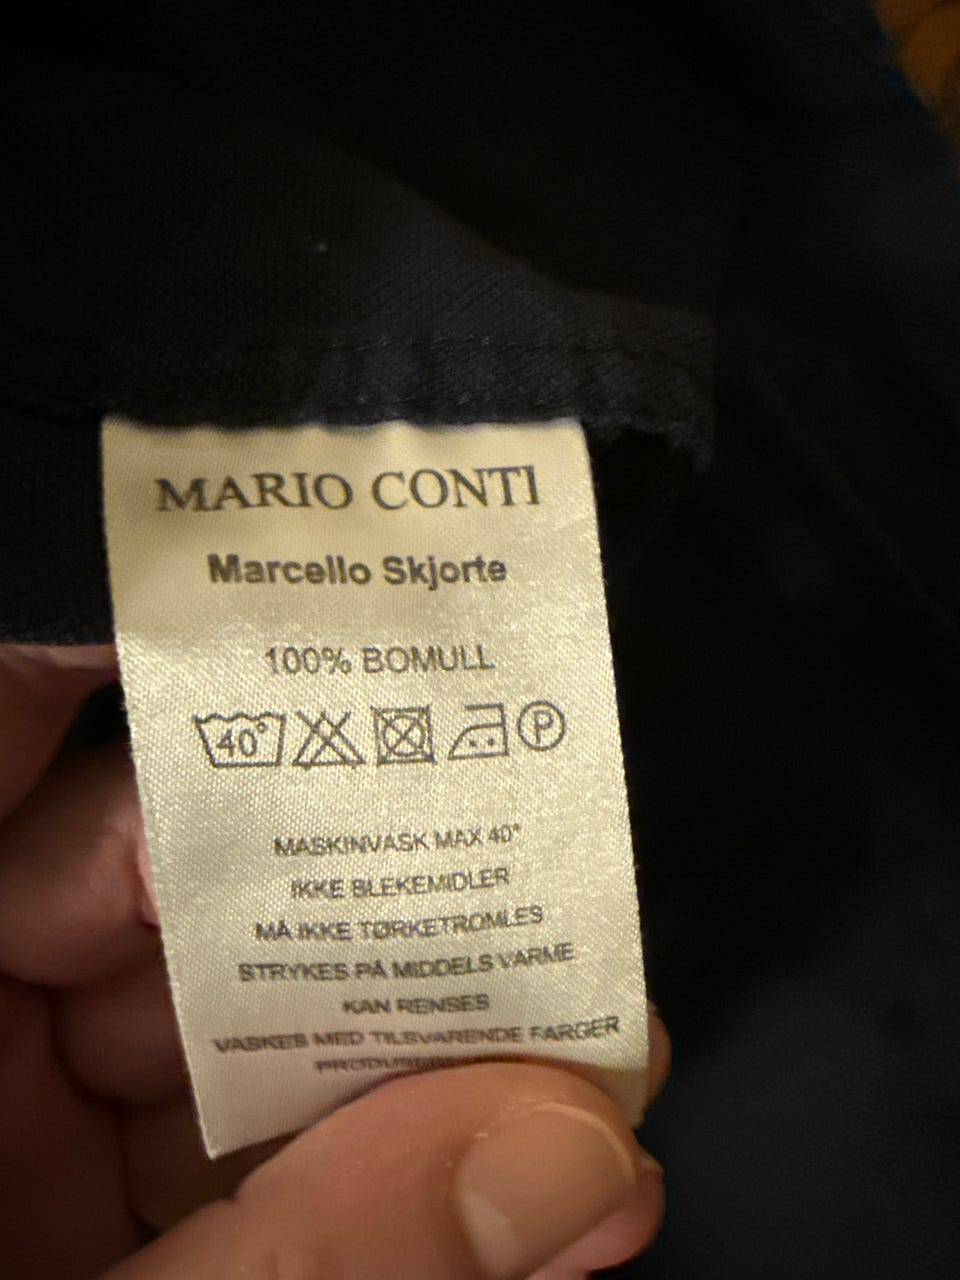 MARIO CONTI
Marcello Skjorte
100% BOMULL
40° P
MASKINVASK MAX 40°
IKKE BLEKEMIDLER
MÅ IKKE TØRKETROMLES
STRYKES PÅ MIDDELS VARME
KAN RENSES
VASKES MED TILSVARENDE FARGER